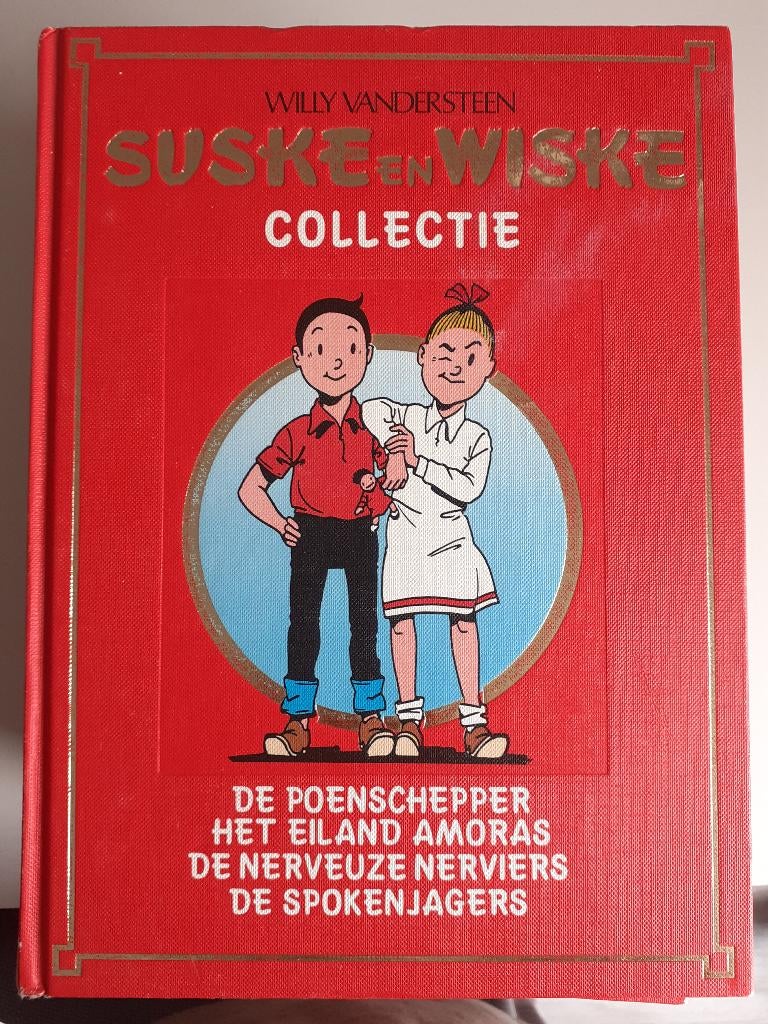 WILLY VANDERSTEEN
SUSKE EN WISKE
COLLECTIE
DE POENSCHEPPER
HET EILAND AMORAS
DE NERVEUZE NERVIERS
DE SPOKENJAGERS